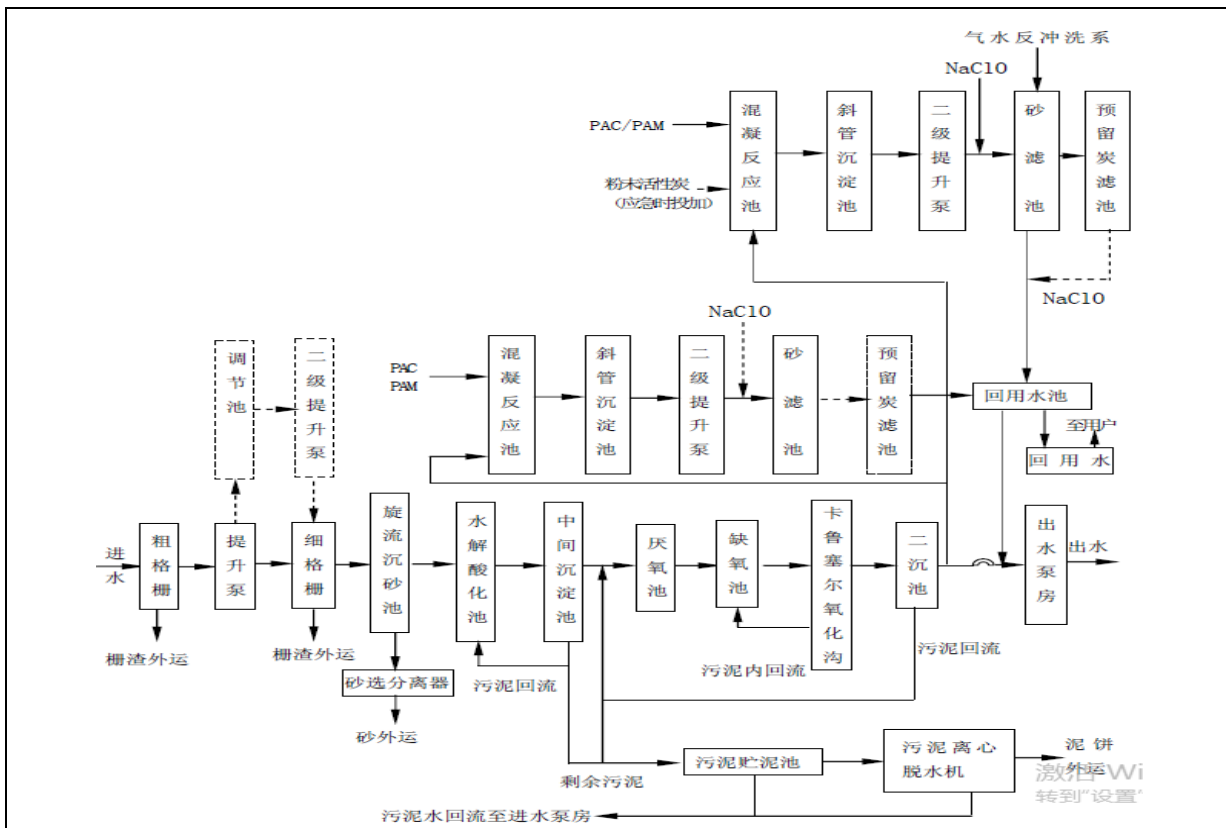 气水反冲洗系
NaClO
PAC/PAM
粉末活性炭
(应急时投加)
混凝反应池
斜管沉淀池
二级提升泵
砂滤池
预留炭滤池
NaClO
NaClO
PAC
PAM
混凝反应池
斜管沉淀池
二级提升泵
砂滤池
预留炭滤池
回用水池
至用户
回用水
调节池
二级提升泵
进水
粗格栅
提升泵
细格栅
旋流沉砂池
水解酸化池
中间沉淀池
厌氧池
缺氧池
卡鲁塞尔氧化沟
二沉池
出水泵房
出水
栅渣外运
栅渣外运
砂选分离器
砂外运
污泥回流
污泥内回流
污泥回流
剩余污泥
污泥贮泥池
污泥离心
脱水机
泥饼
外运
污泥水回流至进水泵房
激活 Wi
转到"设置"